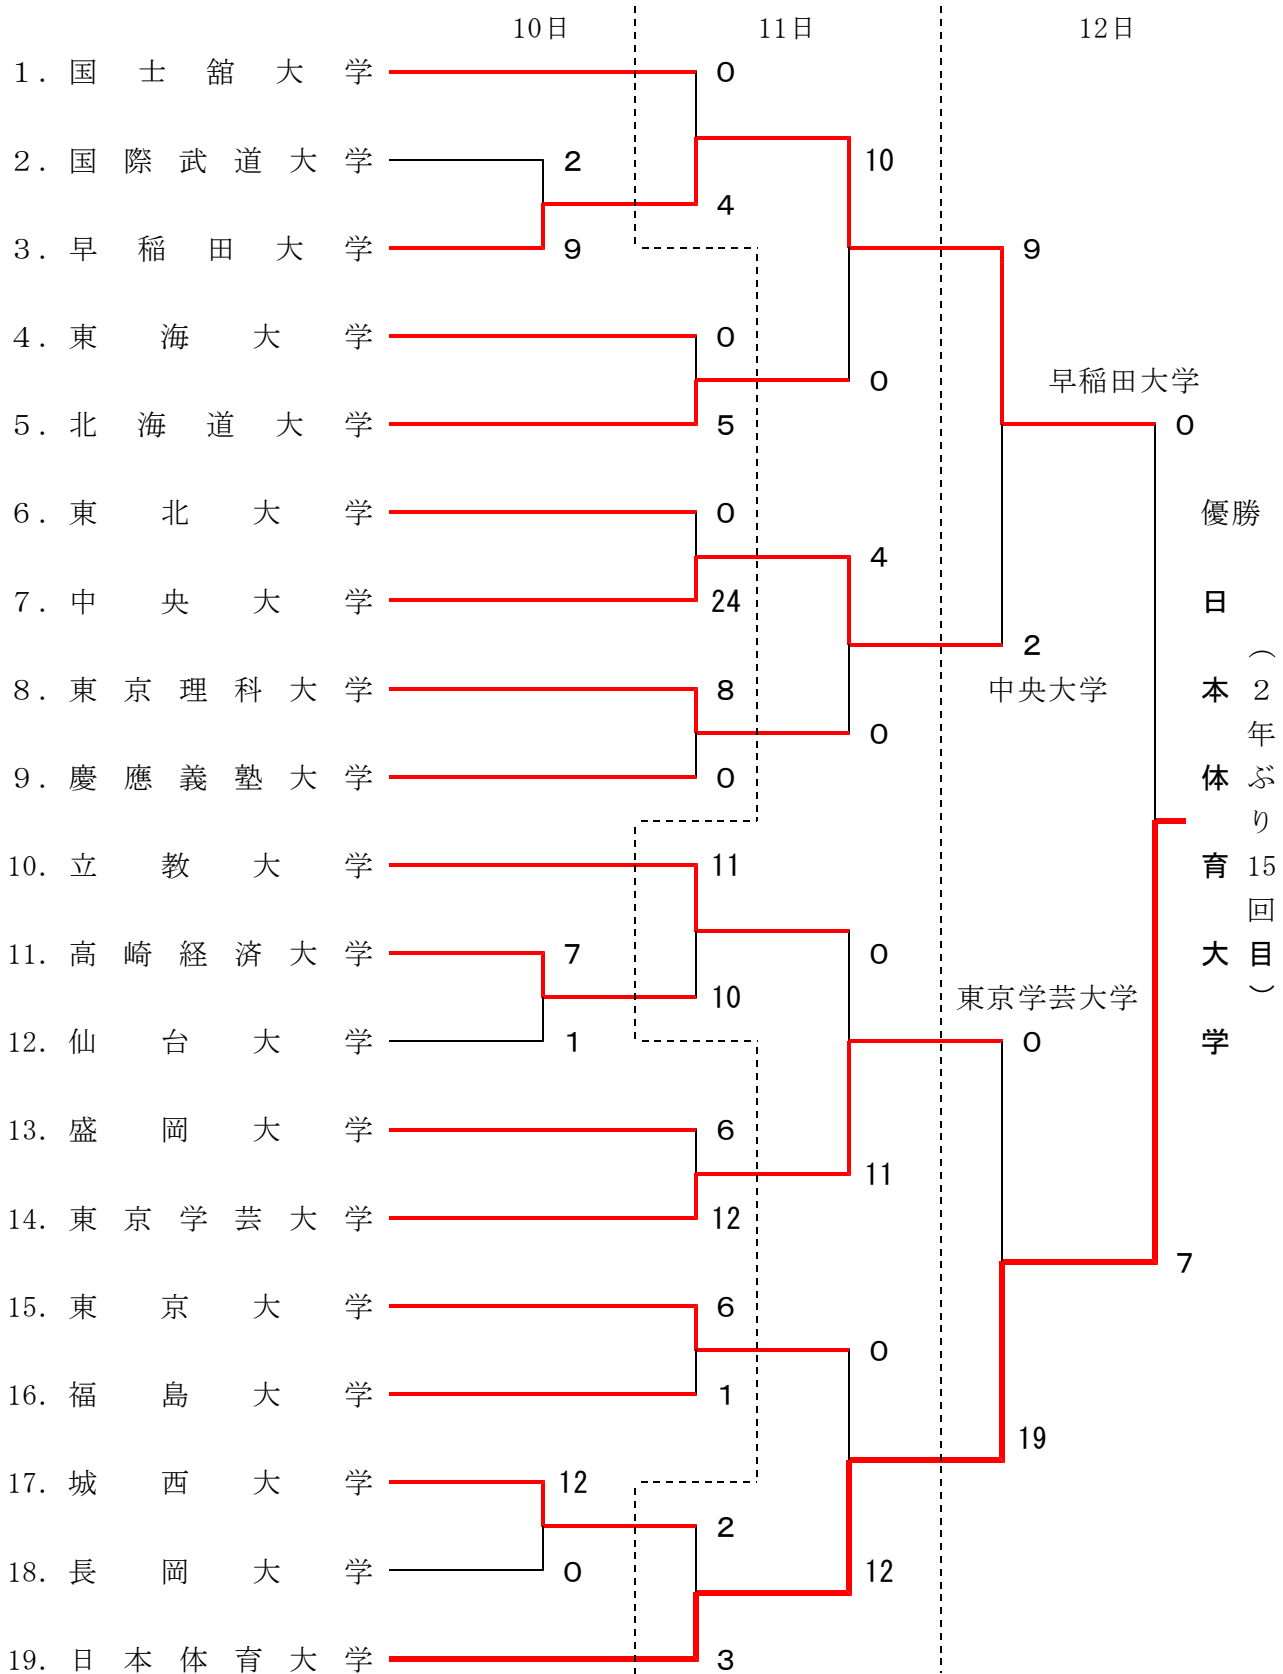 10日 11日 12日
1. 国士舘大学 0
2. 国際武道大学 2 10
4
3. 早稲田大学 9 9
4. 東海大学 0
0 早稲田大学
5. 北海道大学 5 0
6. 東北大学 0 優勝
4
7. 中央大学 24
2
8. 東京理科大学 8 中央大学
0
9. 慶應義塾大学 0
10. 立教大学 11
11. 高崎経済大学 7 0
10 東京学芸大学
12. 仙台大学 1 0
13. 盛岡大学 6
11
14. 東京学芸大学 12
7
15. 東京大学 6
0
16. 福島大学 1
19
17. 城西大学 12
2
18. 長岡大学 0 12
19. 日本体育大学 3
日本体育大学
（2年ぶり15回目）